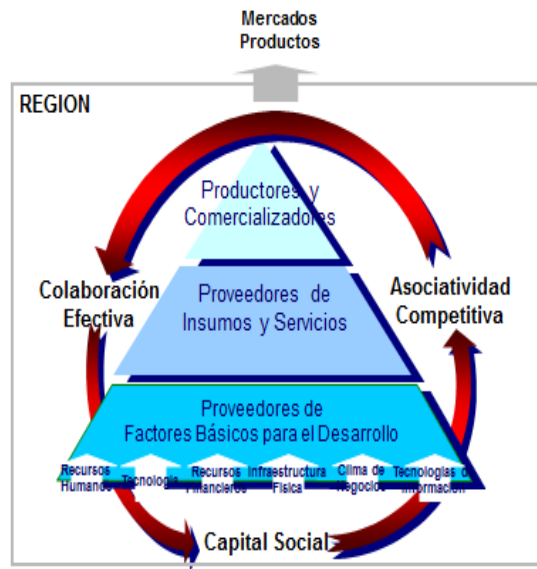 Mercados
Productos
REGION
Productores y
Comercializadores
Colaboración
Efectiva
Asociatividad
Competitiva
Proveedores de
Insumos y Servicios
Proveedores de
Factores Básicos para el Desarrollo
Recursos
Humanos
Tecnología
Recursos
Financieros
Infraestructura
Física
Clima de
Negocios
Tecnologías de
Información
Capital Social